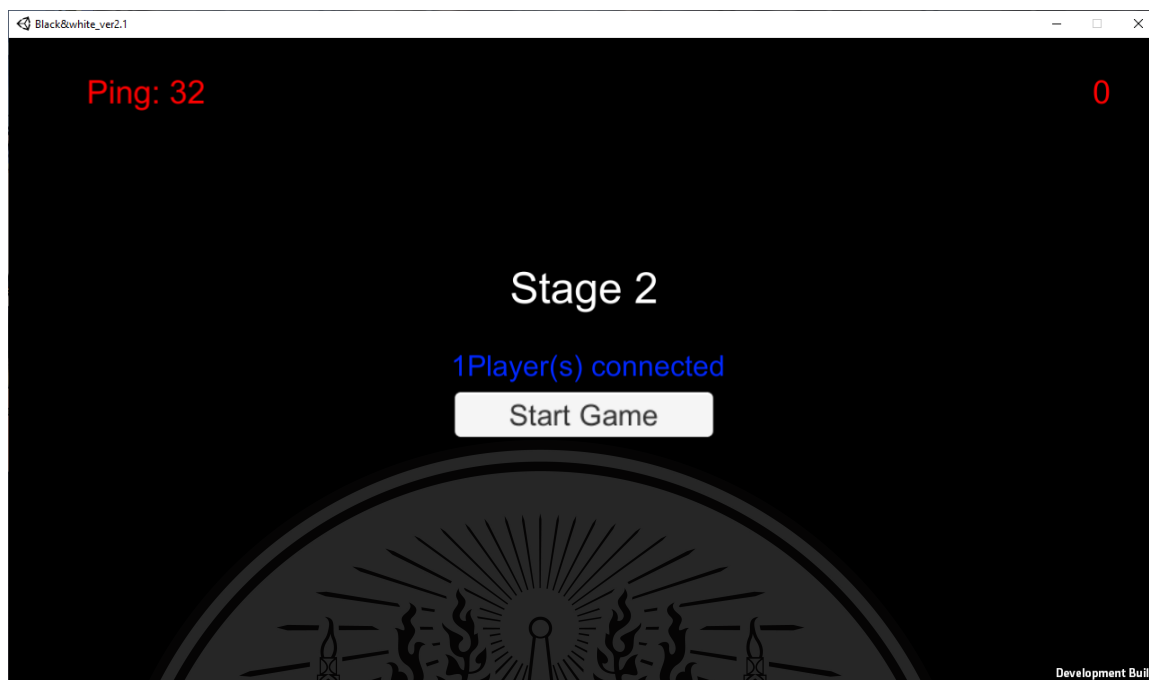 Black&white_ver2.1
Ping: 32
0
Stage 2
1Player(s) connected
Start Game
Development Buil